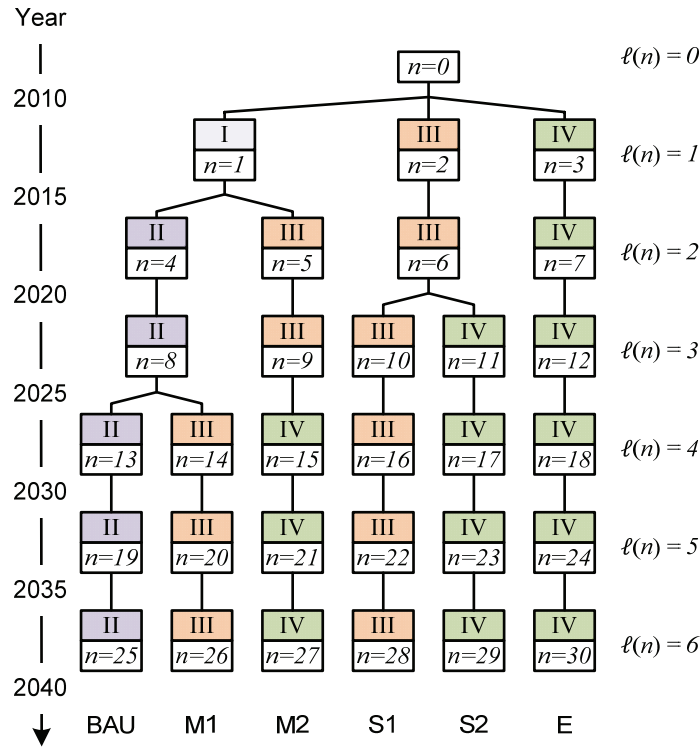 Year
n=0 ℓ(n) = 0
2010
I III IV
n=1 n=2 n=3 ℓ(n) = 1
2015
II III III IV
n=4 n=5 n=6 n=7 ℓ(n) = 2
2020
II III III IV IV
n=8 n=9 n=10 n=11 n=12 ℓ(n) = 3
2025
II III IV III IV IV
n=13 n=14 n=15 n=16 n=17 n=18 ℓ(n) = 4
2030
II III IV III IV IV
n=19 n=20 n=21 n=22 n=23 n=24 ℓ(n) = 5
2035
II III IV III IV IV
n=25 n=26 n=27 n=28 n=29 n=30 ℓ(n) = 6
2040
BAU M1 M2 S1 S2 E